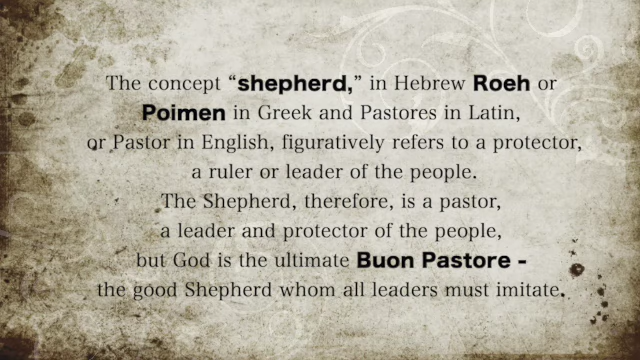 The concept “shepherd,” in Hebrew Roeh or
Poimen in Greek and Pastores in Latin,
or Pastor in English, figuratively refers to a protector,
a ruler or leader of the people.
The Shepherd, therefore, is a pastor,
a leader and protector of the people,
but God is the ultimate Buon Pastore -
the good Shepherd whom all leaders must imitate.